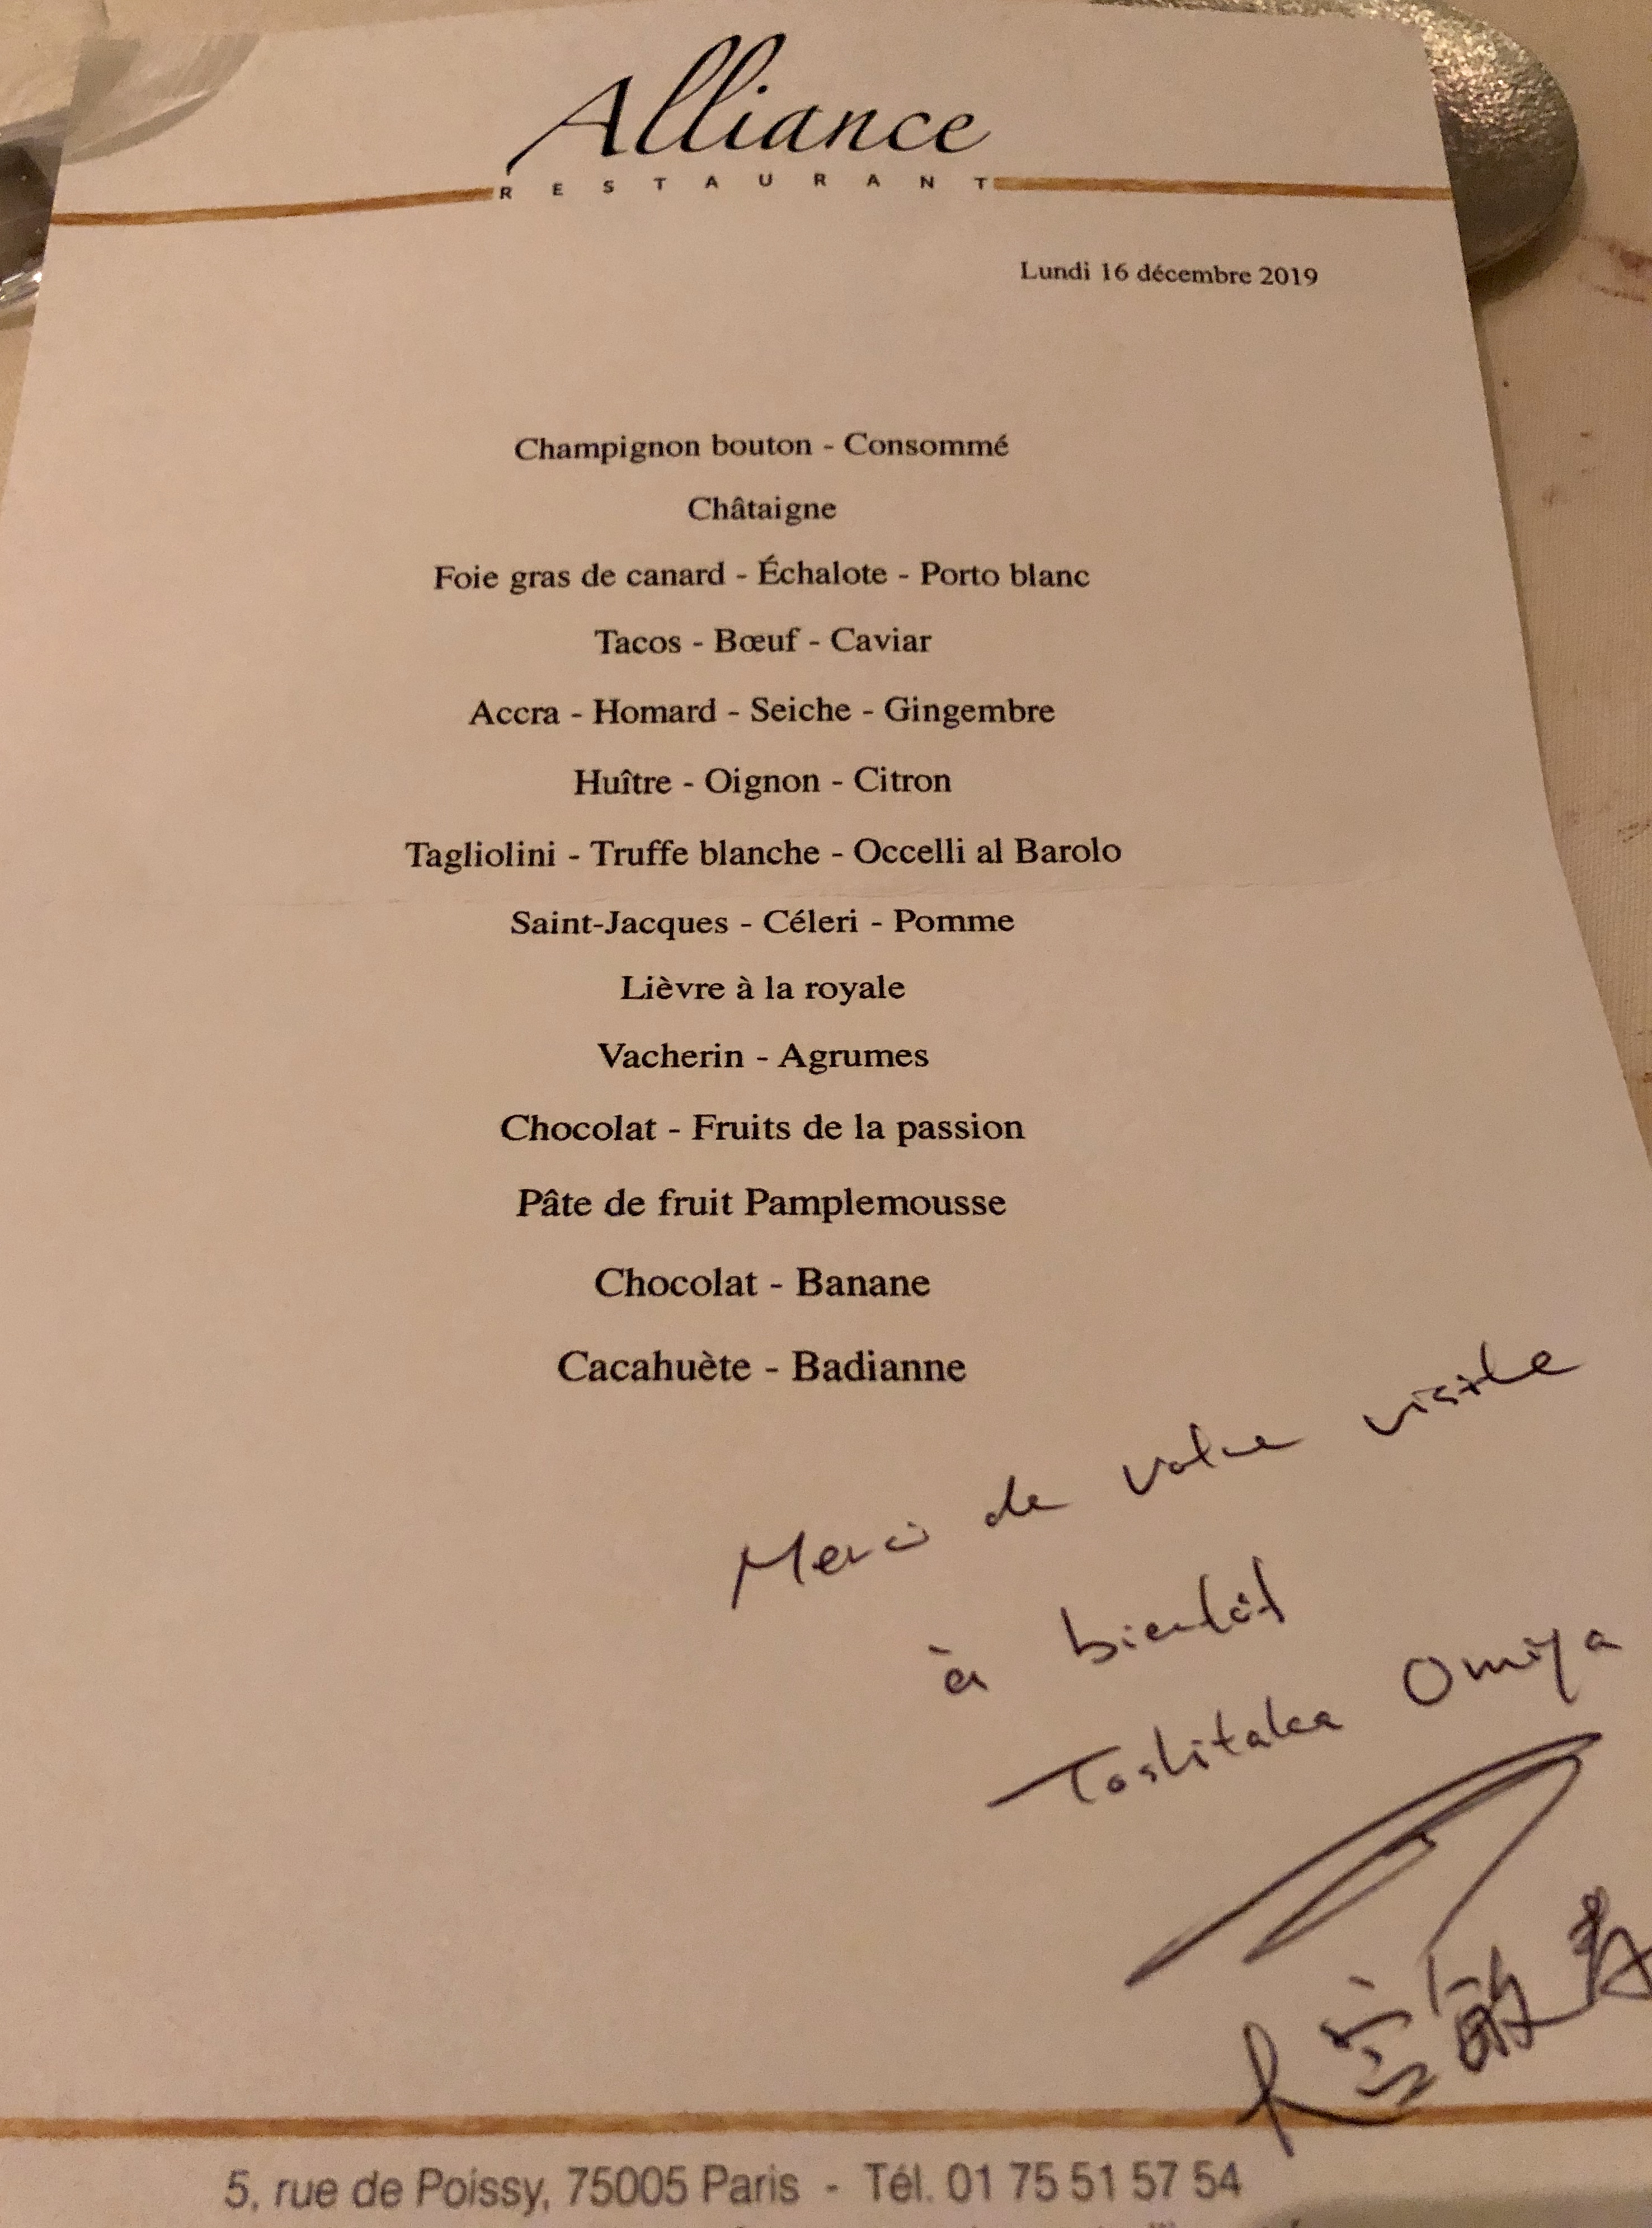 Alliance
RESTAURANT
Lundi 16 décembre 2019
Champignon bouton - Consommé
Châtaigne
Foie gras de canard - Échalote - Porto blanc
Tacos - Bœuf - Caviar
Accra - Homard - Seiche - Gingembre
Huître - Oignon - Citron
Tagliolini - Truffe blanche - Occelli al Barolo
Saint-Jacques - Céleri - Pomme
Lièvre à la royale
Vacherin - Agrumes
Chocolat - Fruits de la passion
Pâte de fruit Pamplemousse
Chocolat - Banane
Cacahuète - Badianne
Merci de votre visite
à bientôt
Toshitaka Omiya
5, rue de Poissy, 75005 Paris - Tél. 01 75 51 57 54